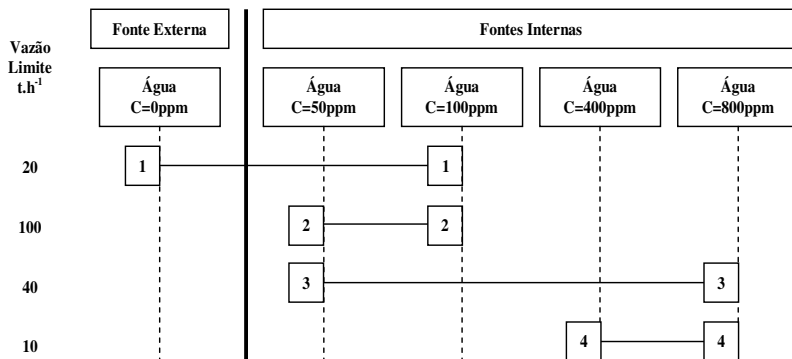 Fonte Externa
Fontes Internas
Vazão
Limite
t.h-1
Água
C=0ppm
Água
C=50ppm
Água
C=100ppm
Água
C=400ppm
Água
C=800ppm
20
1
1
100
2
2
40
3
3
10
4
4